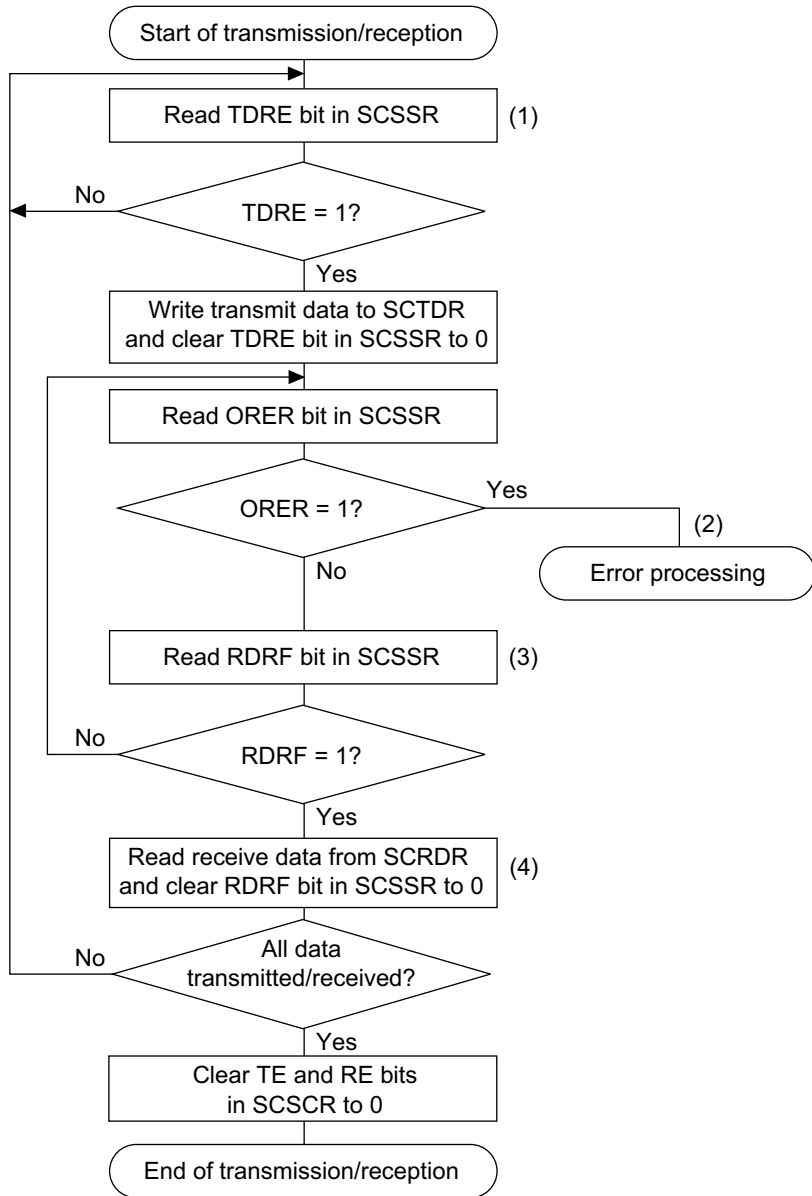 Start of transmission/reception
Read TDRE bit in SCSSR
(1)
No
TDRE = 1?
Yes
Write transmit data to SCTDR
and clear TDRE bit in SCSSR to 0
Read ORER bit in SCSSR
ORER = 1?
Yes
(2)
No
Error processing
Read RDRF bit in SCSSR
(3)
No
RDRF = 1?
Yes
Read receive data from SCRDR
and clear RDRF bit in SCSSR to 0
(4)
No
All data
transmitted/received?
Yes
Clear TE and RE bits
in SCSCR to 0
End of transmission/reception